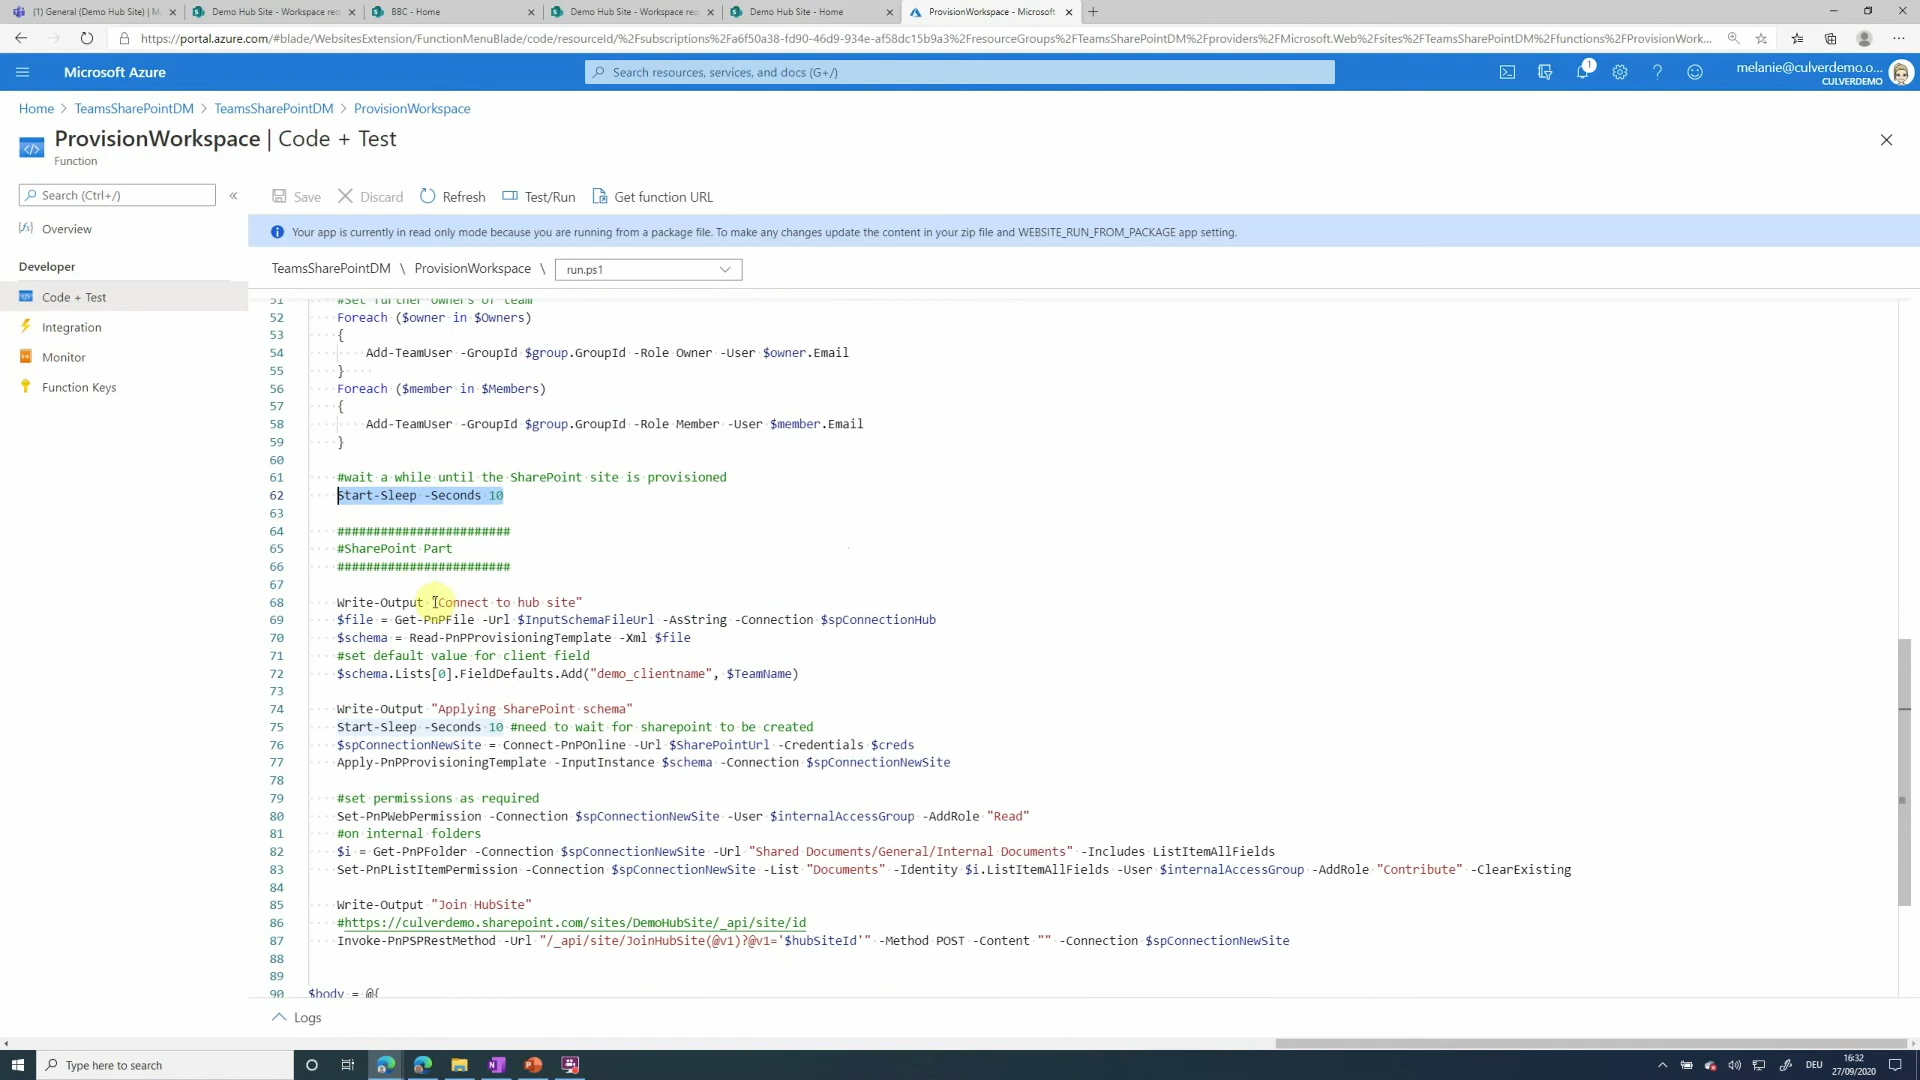 (1) General (Demo Hub Site) | M
Demo Hub Site - Workspace req
BBC - Home
Demo Hub Site - Workspace req
Demo Hub Site - Home
ProvisionWorkspace - Microsoft
https://portal.azure.com/#blade/WebsitesExtension/FunctionMenuBlade/code/resourceId/%2Fsubscriptions%2Fa6f50a38-fd90-46d9-934e-af58dc15b9a3%2FresourceGroups%2FTeamsSharePointDM%2Fproviders%2FMicrosoft.Web%2Fsites%2FTeamsSharePointDM%2Ffunctions%2FProvisionWork...
Microsoft Azure
Search resources, services, and docs (G+/)
1
melanie@culverdemo.o...
CULVERDEMO
Home > TeamsSharePointDM > TeamsSharePointDM > ProvisionWorkspace
ProvisionWorkspace | Code + Test
Function
Search (Ctrl+/)
«
Save
Discard
Refresh
Test/Run
Get function URL
Overview
Developer
Code + Test
Integration
Monitor
Function Keys
Your app is currently in read only mode because you are running from a package file. To make any changes update the content in your zip file and WEBSITE_RUN_FROM_PACKAGE app setting.
TeamsSharePointDM \ ProvisionWorkspace \ run.ps1
51 #Set further owners of team
52 Foreach ($owner in $Owners)
53 {
54 Add-TeamUser -GroupId $group.GroupId -Role Owner -User $owner.Email
55 }
56 Foreach ($member in $Members)
57 {
58 Add-TeamUser -GroupId $group.GroupId -Role Member -User $member.Email
59 }
60
61 #wait a while until the SharePoint site is provisioned
62 Start-Sleep -Seconds 10
63
64 ########################
65 #SharePoint Part
66 ########################
67
68 Write-Output "Connect to hub site"
69 $file = Get-PnPFile -Url $InputSchemaFileUrl -AsString -Connection $spConnectionHub
70 $schema = Read-PnPProvisioningTemplate -Xml $file
71 #set default value for client field
72 $schema.Lists[0].FieldDefaults.Add("demo_clientname", $TeamName)
73
74 Write-Output "Applying SharePoint schema"
75 Start-Sleep -Seconds 10 #need to wait for sharepoint to be created
76 $spConnectionNewSite = Connect-PnPOnline -Url $SharePointUrl -Credentials $creds
77 Apply-PnPProvisioningTemplate -InputInstance $schema -Connection $spConnectionNewSite
78
79 #set permissions as required
80 Set-PnPWebPermission -Connection $spConnectionNewSite -User $internalAccessGroup -AddRole "Read"
81 #on internal folders
82 $i = Get-PnPFolder -Connection $spConnectionNewSite -Url "Shared Documents/General/Internal Documents" -Includes ListItemAllFields
83 Set-PnPListItemPermission -Connection $spConnectionNewSite -List "Documents" -Identity $i.ListItemAllFields -User $internalAccessGroup -AddRole "Contribute" -ClearExisting
84
85 Write-Output "Join HubSite"
86 #https://culverdemo.sharepoint.com/sites/DemoHubSite/_api/site/id
87 Invoke-PnPSPRestMethod -Url "/_api/site/JoinHubSite(@v1)?@v1='$hubSiteId'" -Method POST -Content "" -Connection $spConnectionNewSite
88
89
90 $body = @{
Logs
Type here to search
DEU
16:32
27/09/2020